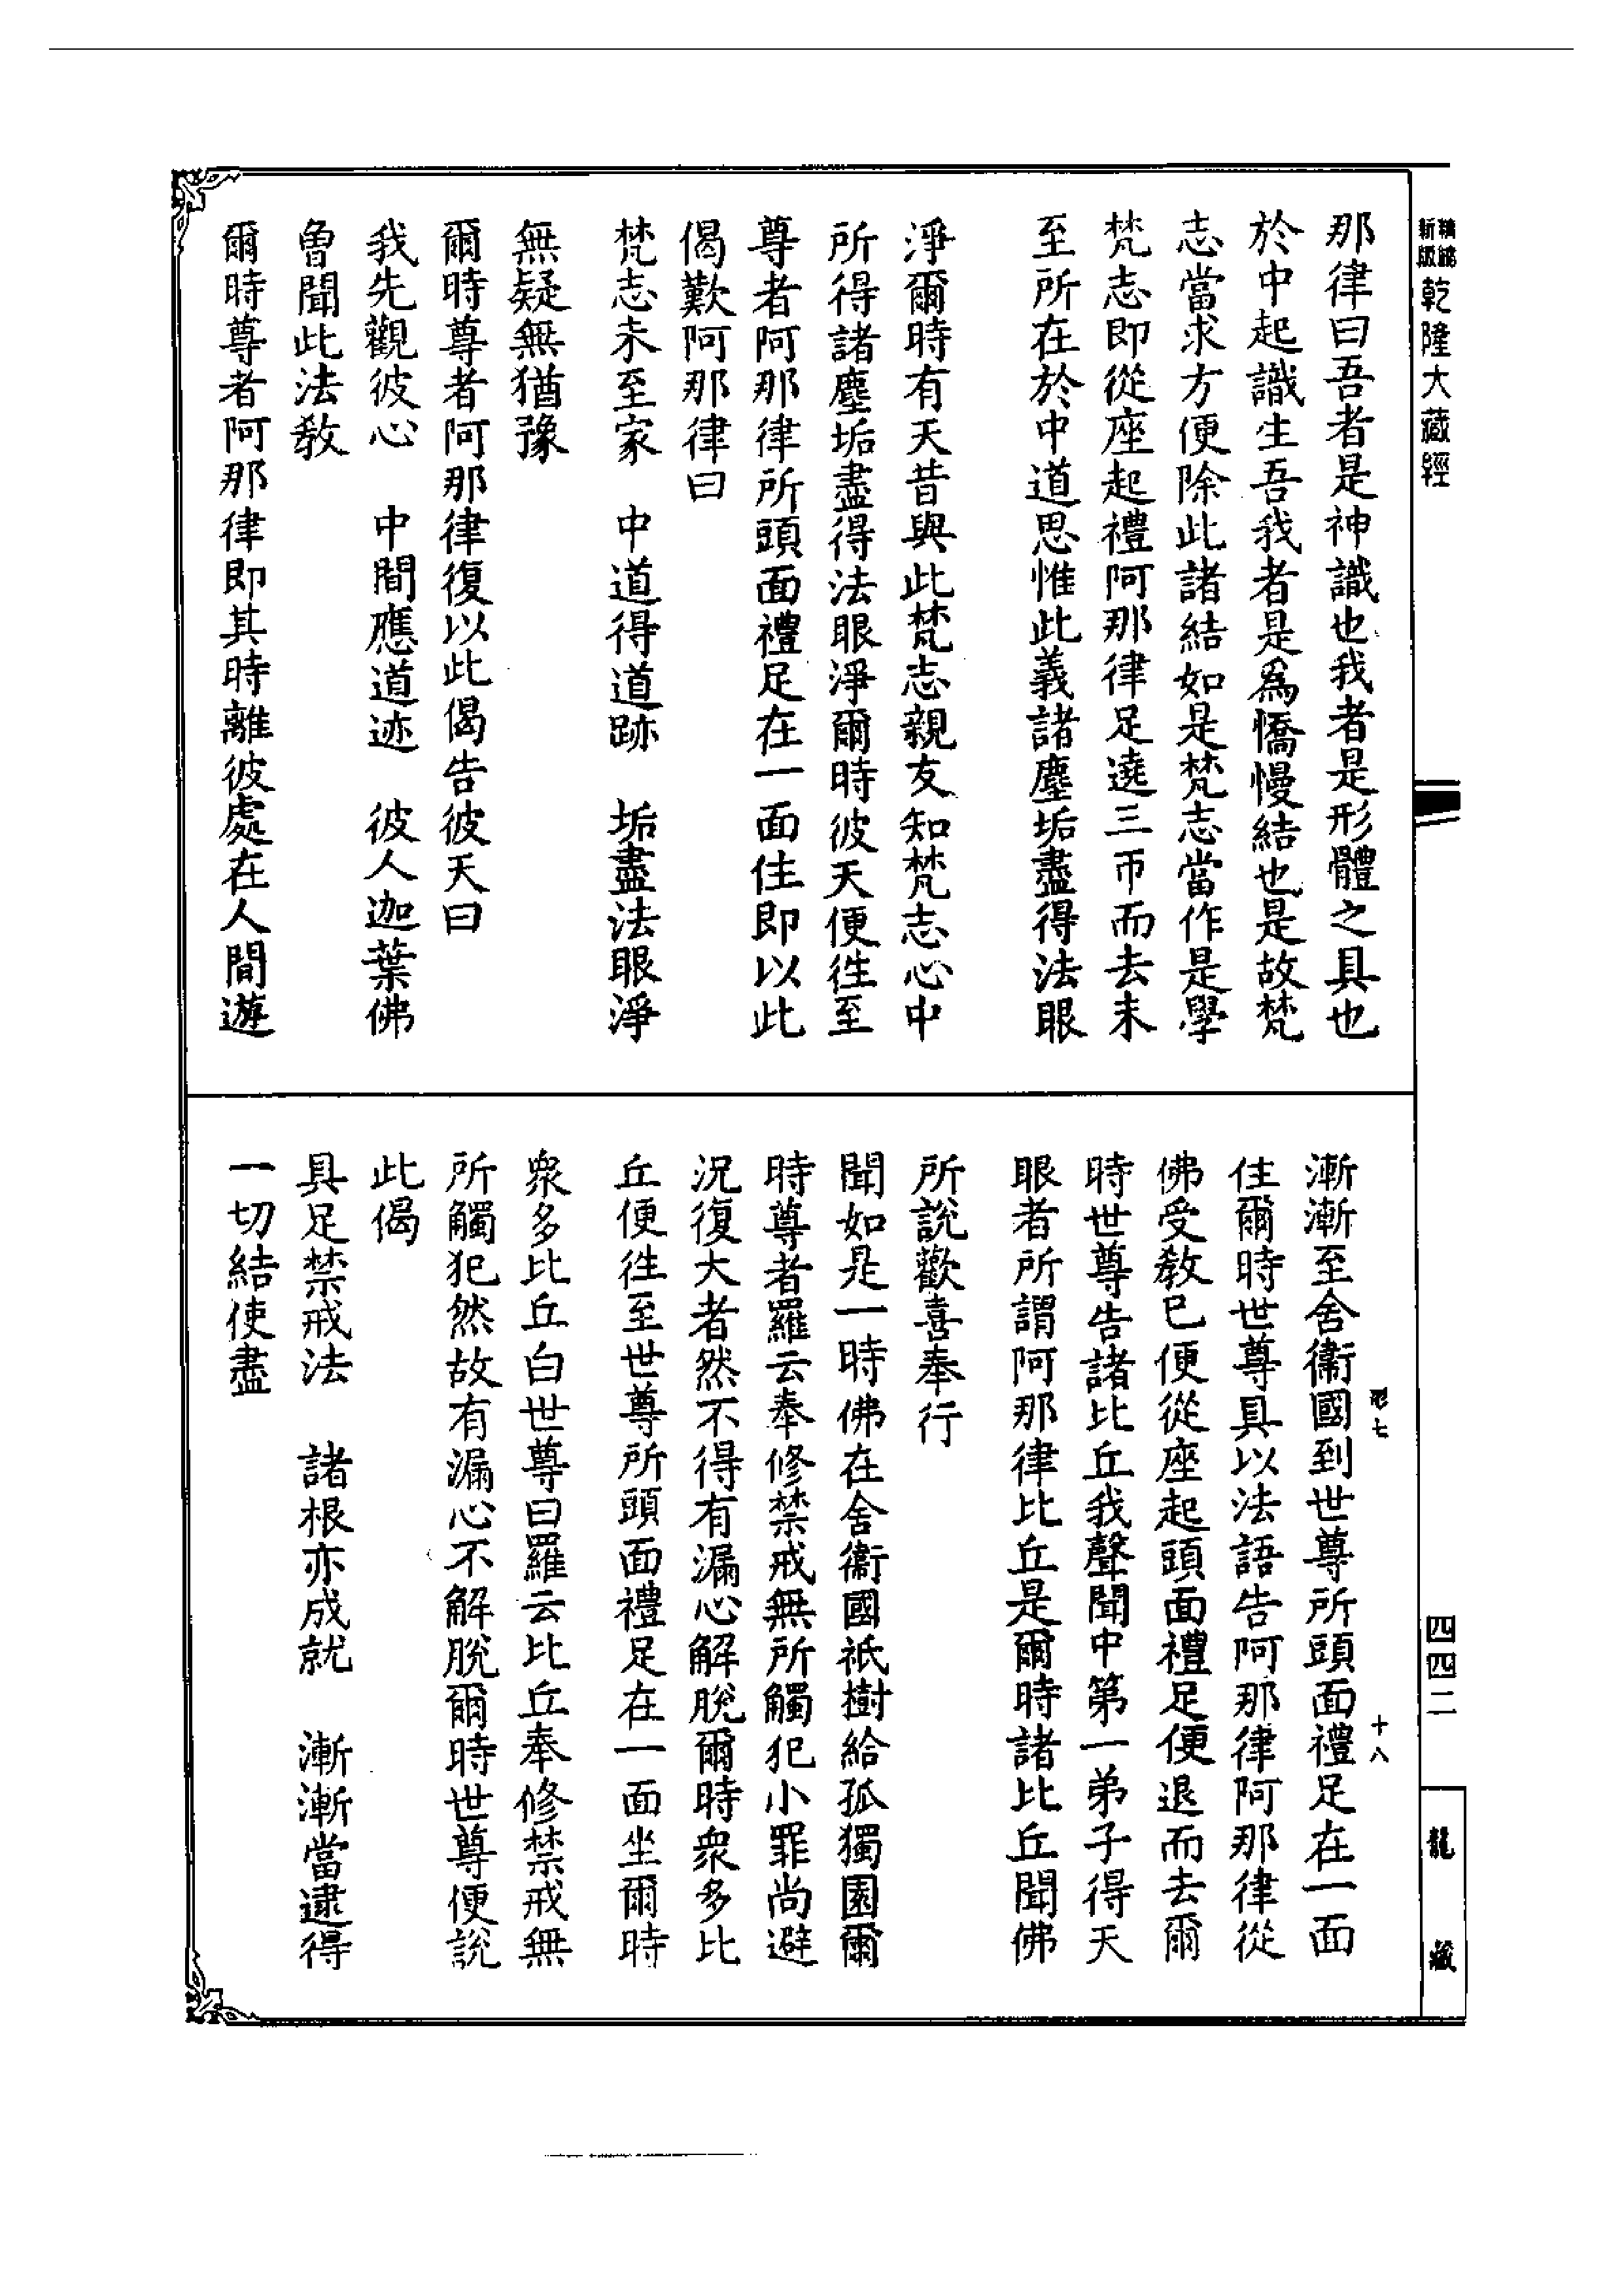 精縮新版乾隆大藏經
那律曰吾者是神識也我者是形體之具也
於中起識生吾我者是為憍慢結也是故梵
志當求方便除此諸結如是梵志當作是學
梵志即從座起禮阿那律足遶三帀而去未
至所在於中道思惟此義諸塵垢盡得法眼
淨爾時有天昔與此梵志親友知梵志心中
所得諸塵垢盡得法眼淨爾時彼天便往至
尊者阿那律所頭面禮足在一面住即以此
偈歎阿那律曰
梵志未至家　中道得道跡　垢盡法眼淨
無疑無猶豫
爾時尊者阿那律復以此偈告彼天曰
我先觀彼心　中間應道迹　彼人迦葉佛
曾聞此法教
爾時尊者阿那律即其時離彼處在人間遊
形七　十八
漸漸至舍衞國到世尊所頭面禮足在一面
住爾時世尊具以法語告阿那律阿那律從
佛受教已便從座起頭面禮足便退而去爾
時世尊告諸比丘我聲聞中第一弟子得天
眼者所謂阿那律比丘是爾時諸比丘聞佛
所說歡喜奉行
聞如是一時佛在舍衞國祇樹給孤獨園爾
時尊者羅云奉修禁戒無所觸犯小罪尚避
況復大者然不得有漏心解脫爾時眾多比
丘便往至世尊所頭面禮足在一面坐爾時
眾多比丘白世尊曰羅云比丘奉修禁戒無
所觸犯然故有漏心不解脫爾時世尊便說
此偈
具足禁戒法　諸根亦成就　漸漸當逮得
一切結使盡
四四二
龍藏